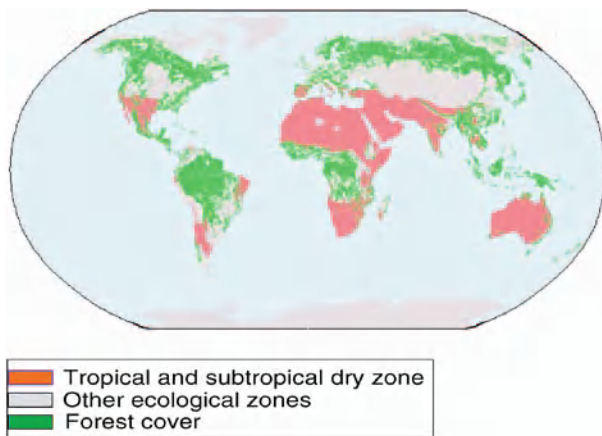 Tropical and subtropical dry zone
Other ecological zones
Forest cover